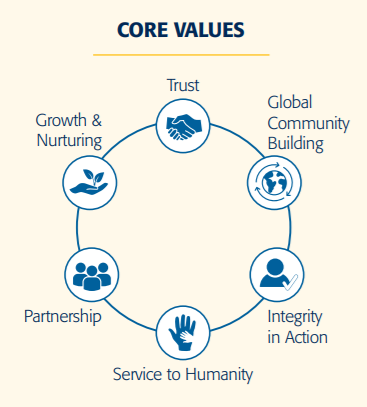 CORE VALUES
Trust
Global
Community
Building
Growth &
Nurturing
Partnership
Integrity
in Action
Service to Humanity